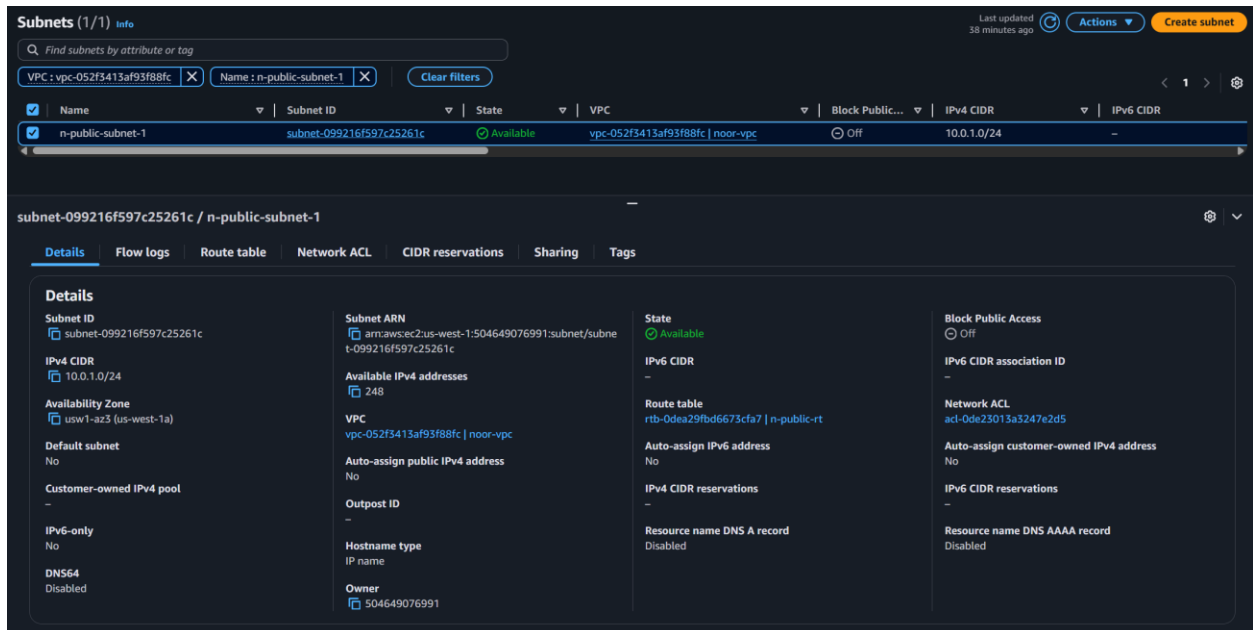 Subnets (1/1) Info
Last updated
38 minutes ago
Actions
Create subnet
Find subnets by attribute or tag
VPC : vpc-052f3413af93f88fc
Name : n-public-subnet-1
Clear filters
1
Name
Subnet ID
State
VPC
Block Public...
IPv4 CIDR
IPv6 CIDR
n-public-subnet-1
subnet-099216f597c25261c
Available
vpc-052f3413af93f88fc | noor-vpc
Off
10.0.1.0/24
–
subnet-099216f597c25261c / n-public-subnet-1
Details
Flow logs
Route table
Network ACL
CIDR reservations
Sharing
Tags
Details
Subnet ID
subnet-099216f597c25261c
IPv4 CIDR
10.0.1.0/24
Availability Zone
usw1-az3 (us-west-1a)
Default subnet
No
Customer-owned IPv4 pool
–
IPv6-only
No
DNS64
Disabled
Subnet ARN
arn:aws:ec2:us-west-1:504649076991:subnet/subne
t-099216f597c25261c
Available IPv4 addresses
248
VPC
vpc-052f3413af93f88fc | noor-vpc
Auto-assign public IPv4 address
No
Outpost ID
–
Hostname type
IP name
Owner
504649076991
State
Available
IPv6 CIDR
–
Route table
rtb-0dea29fbd6673cfa7 | n-public-rt
Auto-assign IPv6 address
No
IPv4 CIDR reservations
–
Resource name DNS A record
Disabled
Block Public Access
Off
IPv6 CIDR association ID
–
Network ACL
acl-0de23013a3247e2d5
Auto-assign customer-owned IPv4 address
No
IPv6 CIDR reservations
–
Resource name DNS AAAA record
Disabled